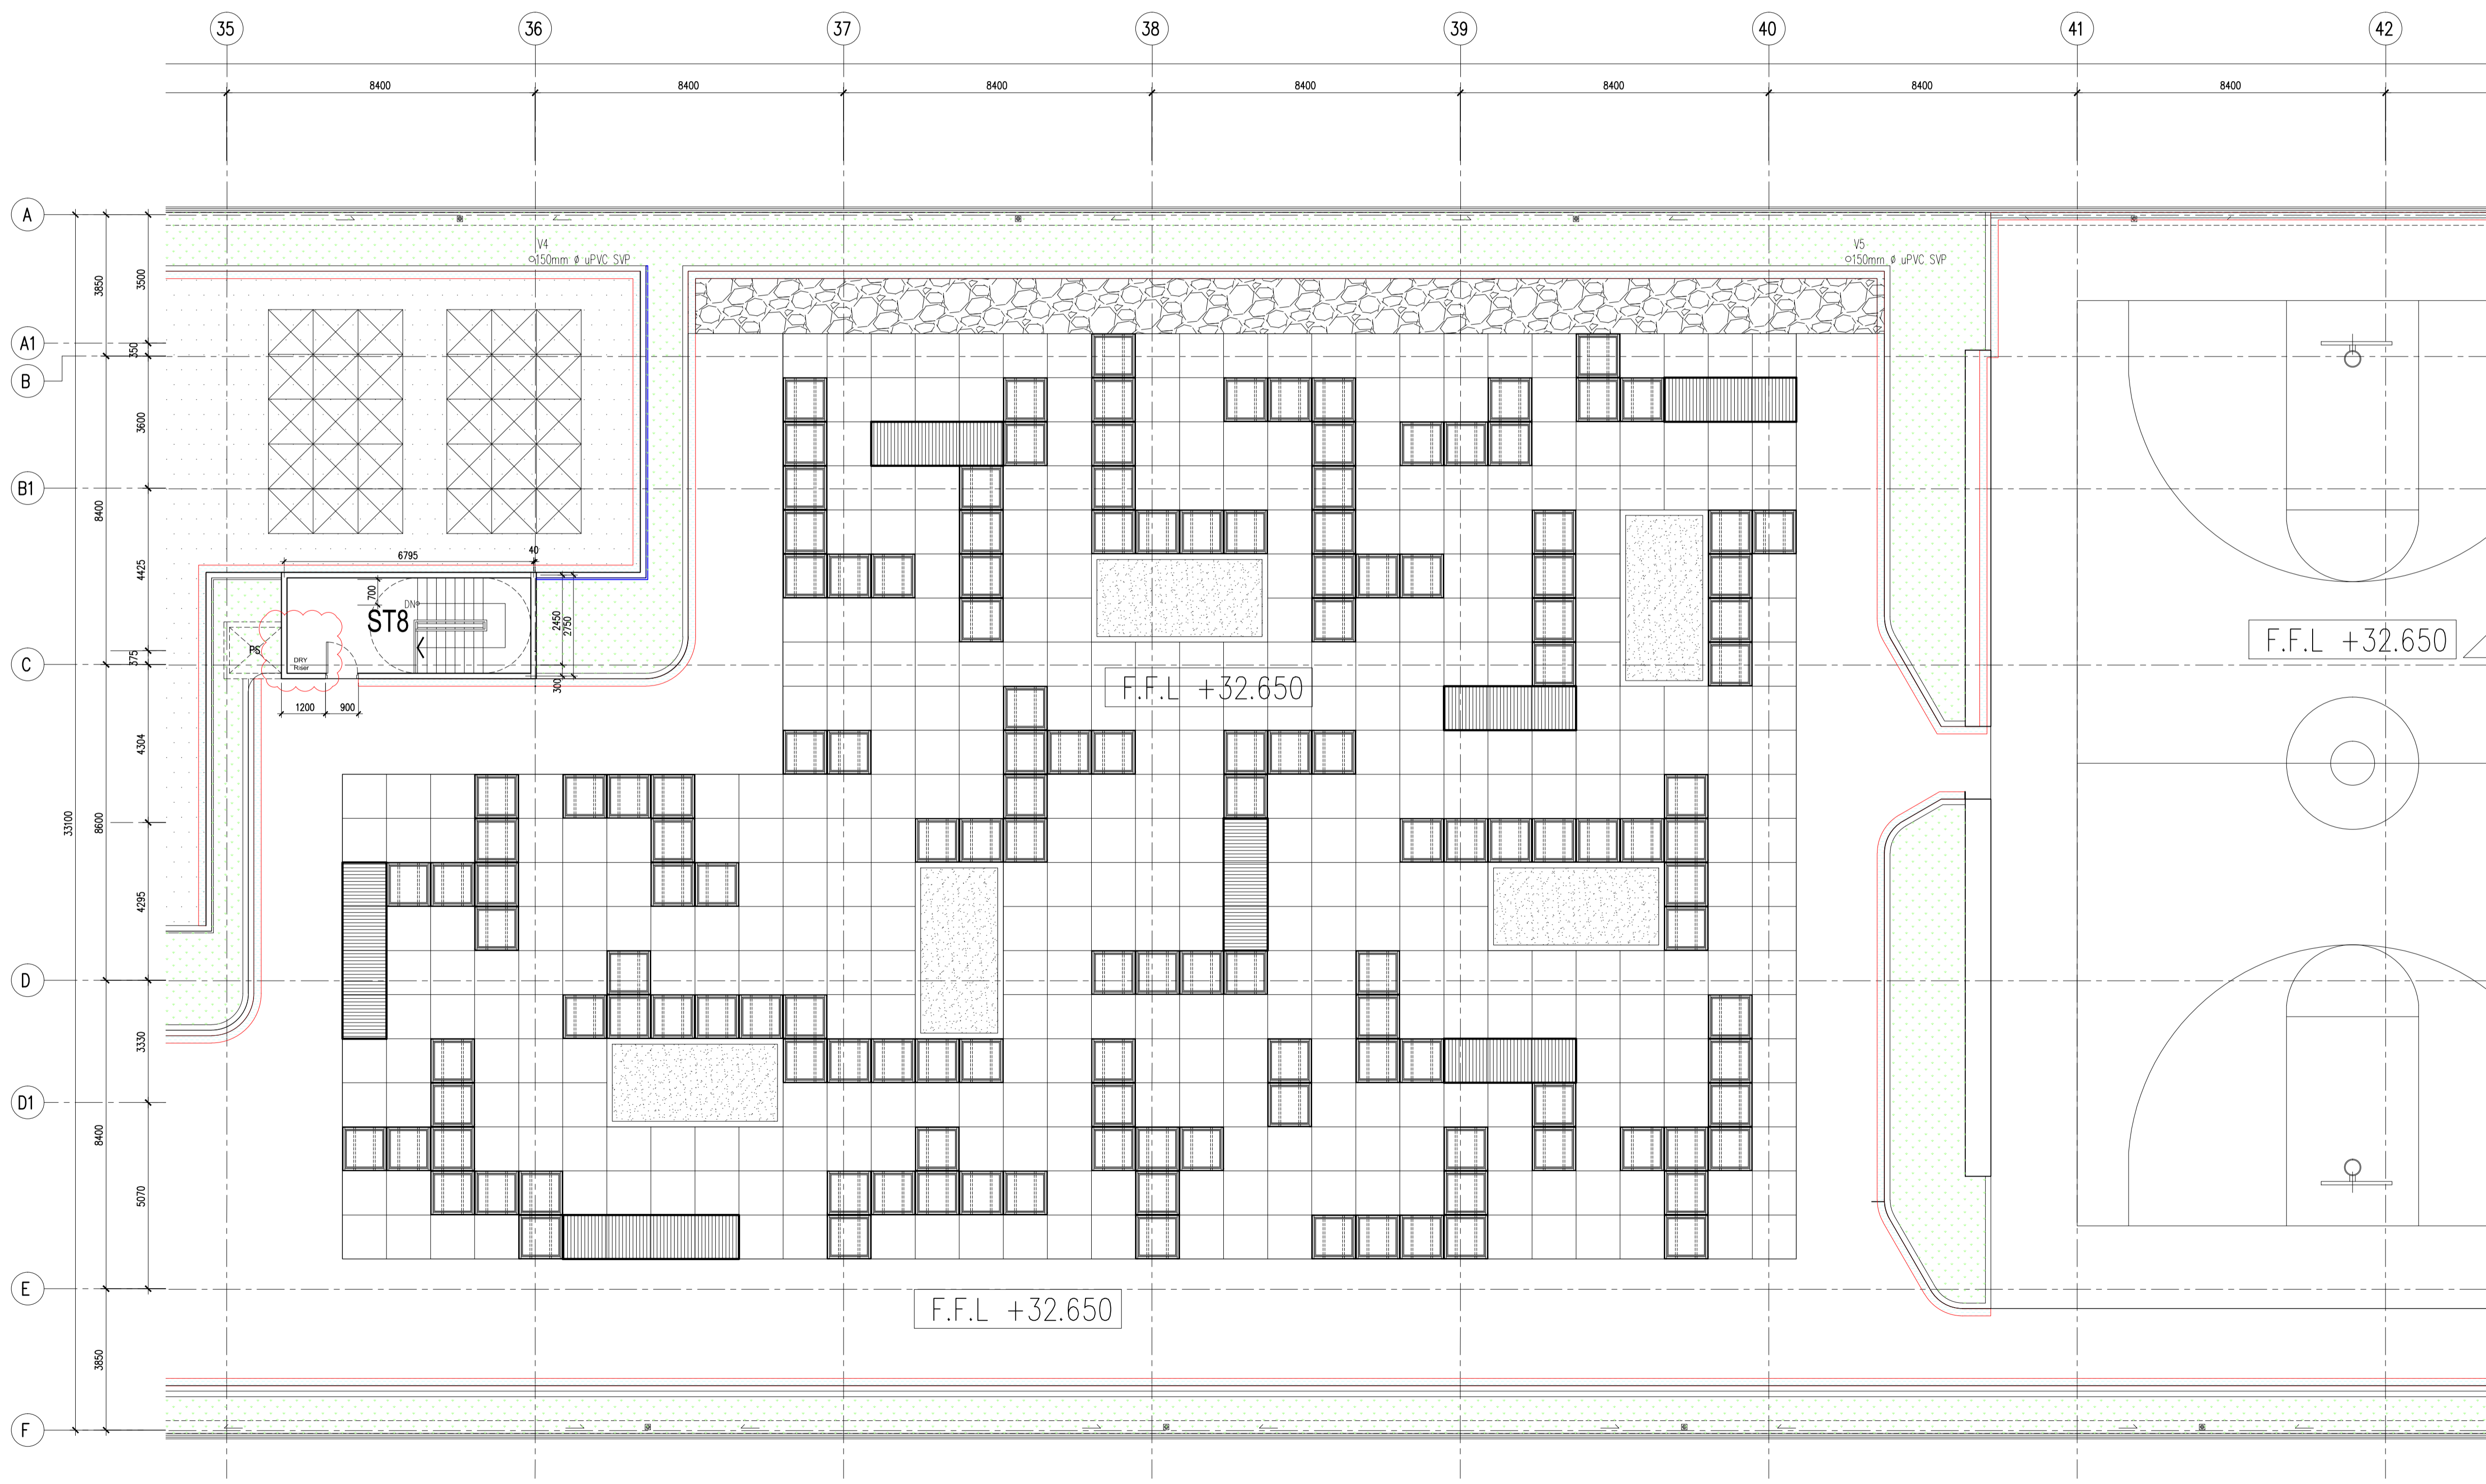 35 36 37 38 39 40 41 42
8400 8400 8400 8400 8400 8400 8400
A
V4
150mm ø uPVC SVP
V5
150mm ø uPVC SVP
3850
3500
A1
350
B
3600
B1
8400
6795
40
4425
700
DN
ST8
2450
2750
PS
DRY
Riser
F.F.L +32.650
C
375
300
F.F.L +32.650
1200
900
4304
33100
8600
4295
D
3330
D1
8400
5070
E
F.F.L +32.650
3850
F